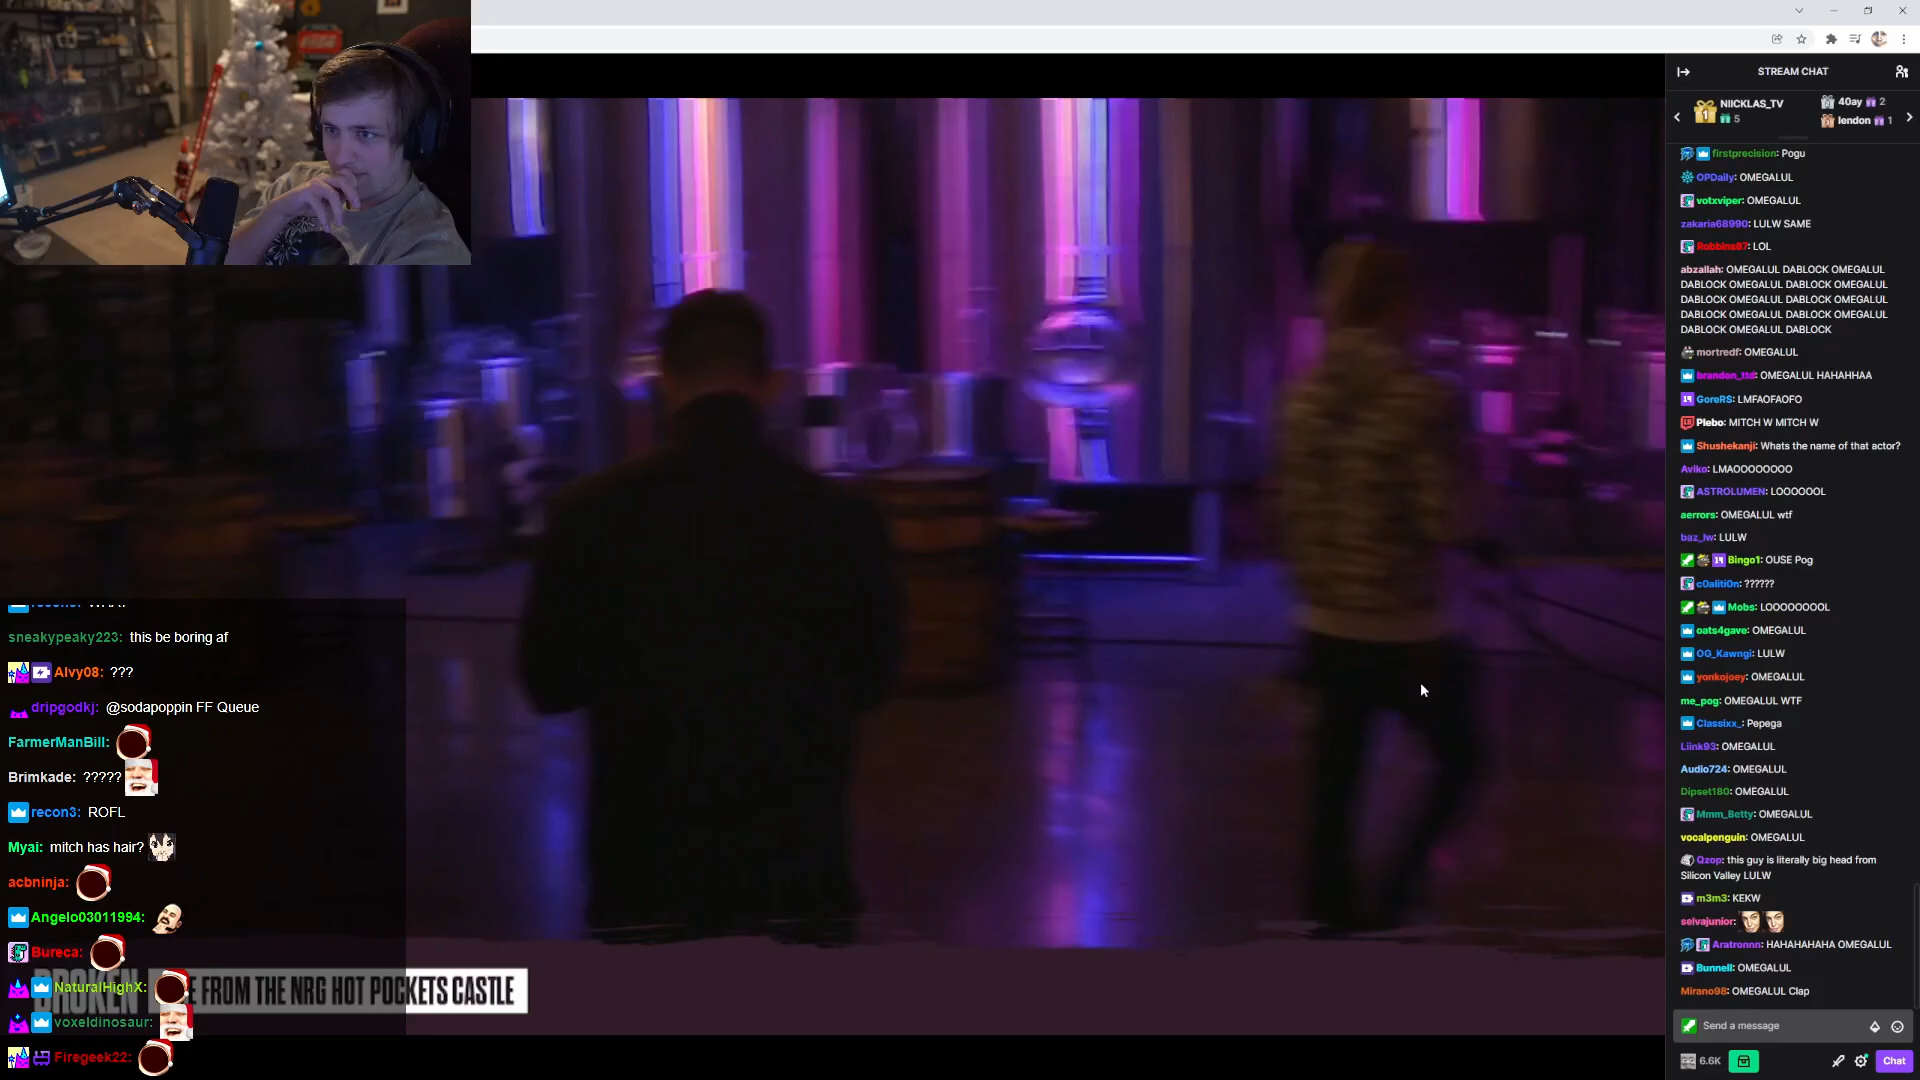 STREAM CHAT
NIICKLAS_TV
5
40ay 2
lendon 1
firstprecision: Pogu
OPDaily: OMEGALUL
votxviper: OMEGALUL
zakaria68990: LULW SAME
Robbins87: LOL
abzallah: OMEGALUL DABLOCK OMEGALUL
DABLOCK OMEGALUL DABLOCK OMEGALUL
DABLOCK OMEGALUL DABLOCK OMEGALUL
DABLOCK OMEGALUL DABLOCK OMEGALUL
DABLOCK OMEGALUL DABLOCK
mortredf: OMEGALUL
brandon_ttd: OMEGALUL HAHAHHAA
GoreRS: LMFAOFAOFO
Plebo: MITCH W MITCH W
Shushekanji: Whats the name of that actor?
Aviko: LMAOOOOOOOO
ASTROLUMEN: LOOOOOOL
aerrors: OMEGALUL wtf
baz_lw: LULW
Bingo1: OUSE Pog
c0aliti0n: ??????
Mobs: LOOOOOOOOL
oats4gave: OMEGALUL
OG_Kawngi: LULW
yonkojoey: OMEGALUL
me_pog: OMEGALUL WTF
Classixx_: Pepega
Liink93: OMEGALUL
Audio724: OMEGALUL
Dipset180: OMEGALUL
Mmm_Betty: OMEGALUL
vocalpenguin: OMEGALUL
Qzop: this guy is literally big head from
Silicon Valley LULW
m3m3: KEKW
selvajunior:
Aratronnn: HAHAHAHAHA OMEGALUL
Bunnell: OMEGALUL
Mirano98: OMEGALUL Clap
Send a message
6.6K
Chat
sneakypeaky223: this be boring af
Alvy08: ???
dripgodkj: @sodapoppin FF Queue
FarmerManBill:
Brimkade: ?????
recon3: ROFL
Myai: mitch has hair?
acbninja:
Angelo03011994:
Bureca:
NaturalHighX:
voxeldinosaur:
Firegeek22:
BROKEN
FROM THE NRG HOT POCKETS CASTLE